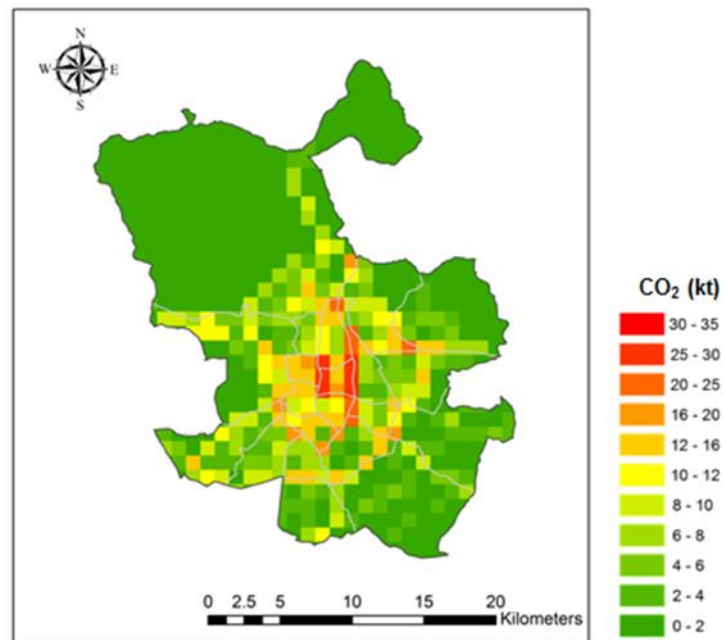 N
W E
S
CO₂ (kt)
30 - 35
25 - 30
20 - 25
16 - 20
12 - 16
10 - 12
8 - 10
6 - 8
4 - 6
2 - 4
0 - 2
0 2.5 5 10 15 20
Kilometers